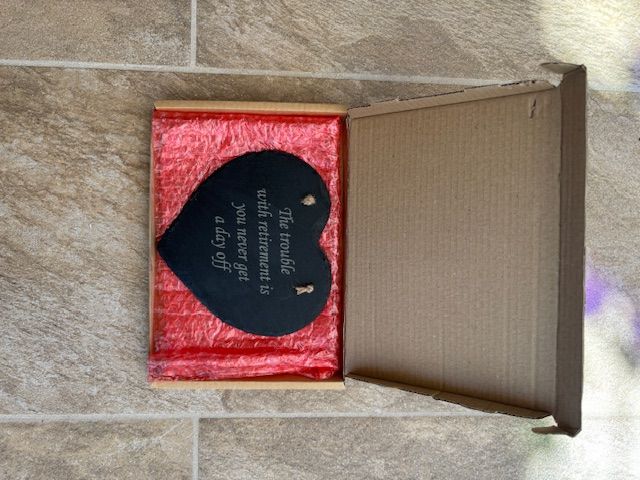 The trouble
with retirement is
you never get
a day off